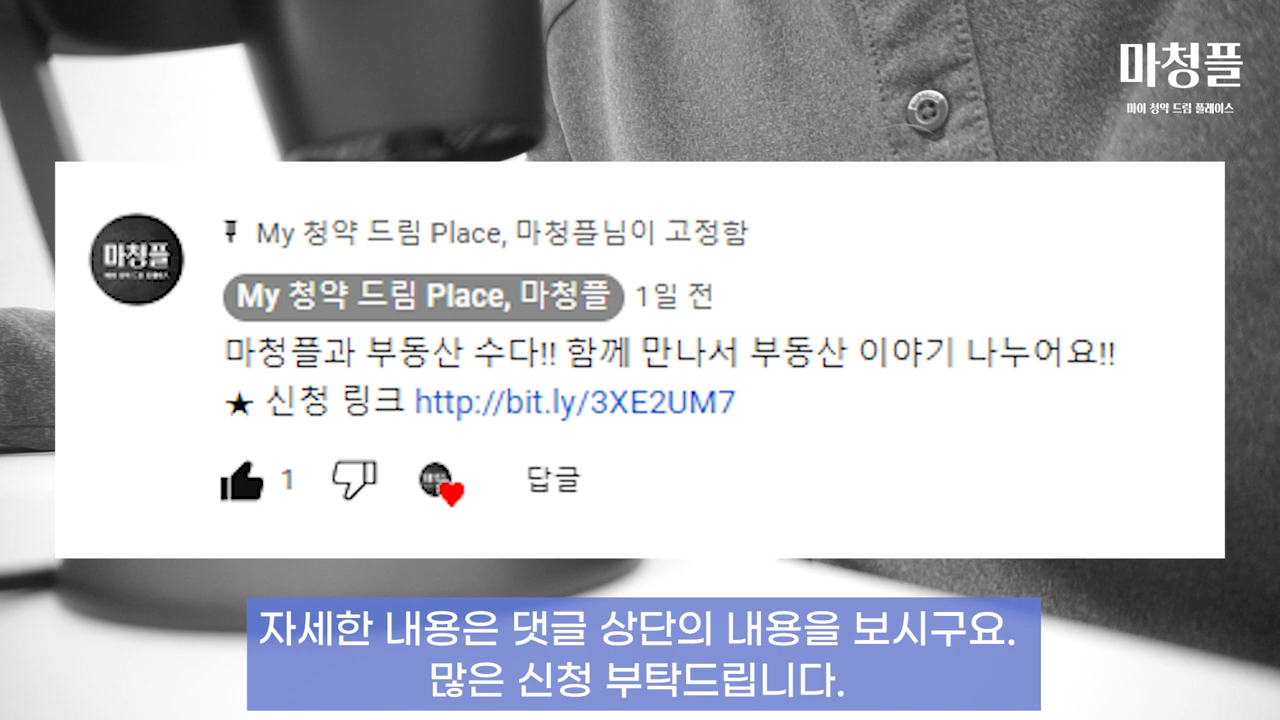 마청플
마이 청약 드림 플레이스
마청플
My 청약 드림 Place, 마청플님이 고정함
My 청약 드림 Place, 마청플 1일 전
마청플과 부동산 수다!! 함께 만나서 부동산 이야기 나누어요!!
★ 신청 링크 http://bit.ly/3XE2UM7
1 답글
자세한 내용은 댓글 상단의 내용을 보시구요.
많은 신청 부탁드립니다.